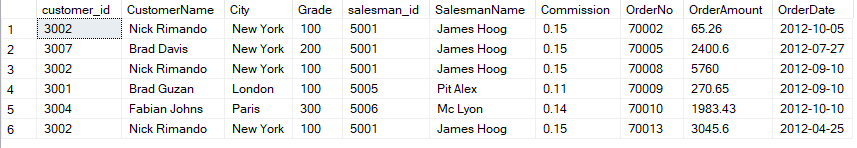 customer_id CustomerName City Grade salesman_id SalesmanName Commission OrderNo OrderAmount OrderDate
1 3002 Nick Rimando New York 100 5001 James Hoog 0.15 70002 65.26 2012-10-05
2 3007 Brad Davis New York 200 5001 James Hoog 0.15 70005 2400.6 2012-07-27
3 3002 Nick Rimando New York 100 5001 James Hoog 0.15 70008 5760 2012-09-10
4 3001 Brad Guzan London 100 5005 Pit Alex 0.11 70009 270.65 2012-09-10
5 3004 Fabian Johns Paris 300 5006 Mc Lyon 0.14 70010 1983.43 2012-10-10
6 3002 Nick Rimando New York 100 5001 James Hoog 0.15 70013 3045.6 2012-04-25